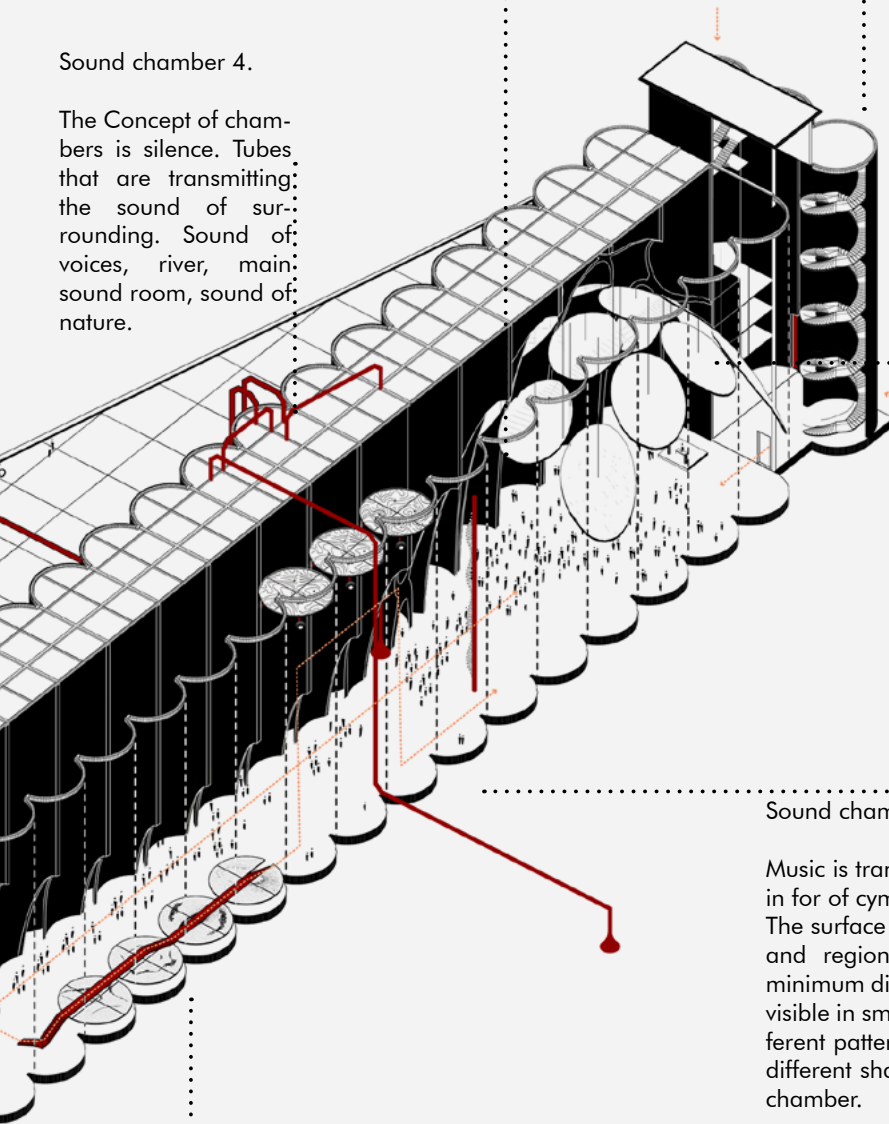 Sound chamber 4.
The Concept of cham-
bers is silence. Tubes
that are transmitting
the sound of sur-
rounding. Sound of
voices, river, main
sound room, sound of
nature.
Sound cham
Music is tran
in for of cym
The surface
and region
minimum di
visible in sm
ferent patter
different sha
chamber.